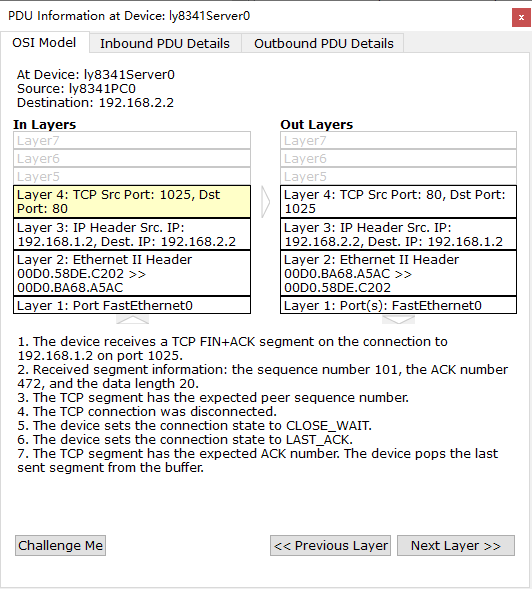 PDU Information at Device: ly8341Server0
x
OSI Model
Inbound PDU Details
Outbound PDU Details
At Device: ly8341Server0
Source: ly8341PC0
Destination: 192.168.2.2
In Layers
Layer7
Layer6
Layer5
Layer 4: TCP Src Port: 1025, Dst
Port: 80
Layer 3: IP Header Src. IP:
192.168.1.2, Dest. IP: 192.168.2.2
Layer 2: Ethernet II Header
00D0.58DE.C202 >>
00D0.BA68.A5AC
Layer 1: Port FastEthernet0
Out Layers
Layer7
Layer6
Layer5
Layer 4: TCP Src Port: 80, Dst Port:
1025
Layer 3: IP Header Src. IP:
192.168.2.2, Dest. IP: 192.168.1.2
Layer 2: Ethernet II Header
00D0.BA68.A5AC >>
00D0.58DE.C202
Layer 1: Port(s): FastEthernet0
1. The device receives a TCP FIN+ACK segment on the connection to
192.168.1.2 on port 1025.
2. Received segment information: the sequence number 101, the ACK number
472, and the data length 20.
3. The TCP segment has the expected peer sequence number.
4. The TCP connection was disconnected.
5. The device sets the connection state to CLOSE_WAIT.
6. The device sets the connection state to LAST_ACK.
7. The TCP segment has the expected ACK number. The device pops the last
sent segment from the buffer.
Challenge Me
<< Previous Layer
Next Layer >>